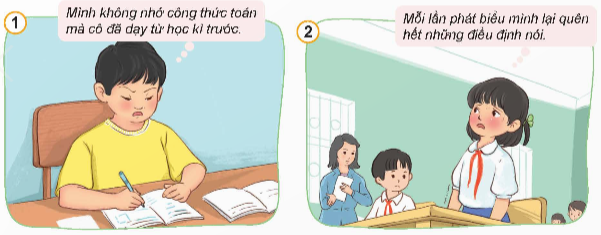 1
Mình không nhớ công thức toán
mà cô đã dạy từ học kì trước.
2
Mỗi lần phát biểu mình lại quên
hết những điều định nói.